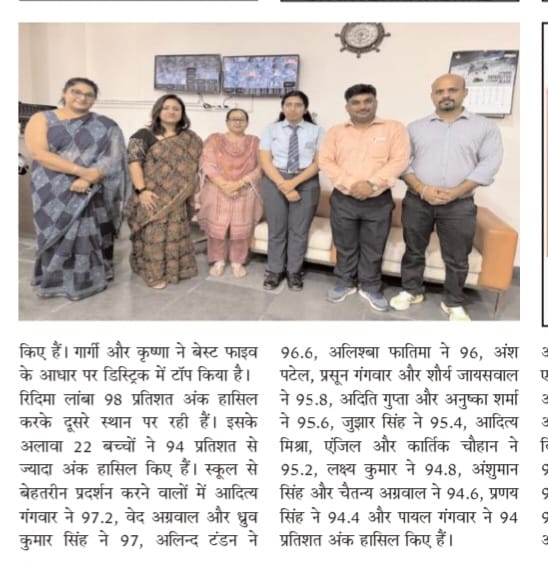 किए हैं। गार्गी और कृष्णा ने बेस्ट फाइव
के आधार पर डिस्ट्रिक में टॉप किया है।
रिदिमा लांबा 98 प्रतिशत अंक हासिल
करके दूसरे स्थान पर रही हैं। इसके
अलावा 22 बच्चों ने 94 प्रतिशत से
ज्यादा अंक हासिल किए हैं। स्कूल से
बेहतरीन प्रदर्शन करने वालों में आदित्य
गंगवार ने 97.2, वेद अग्रवाल और ध्रुव
कुमार सिंह ने 97, अलिन्द टंडन ने
96.6, अलिश्बा फातिमा ने 96, अंश
पटेल, प्रसून गंगवार और शौर्य जायसवाल
ने 95.8, अदिति गुप्ता और अनुष्का शर्मा
ने 95.6, जुझार सिंह ने 95.4, आदित्य
मिश्रा, एंजिल और कार्तिक चौहान ने
95.2, लक्ष्य कुमार ने 94.8, अंशुमान
सिंह और चैतन्य अग्रवाल ने 94.6, प्रणय
सिंह ने 94.4 और पायल गंगवार ने 94
प्रतिशत अंक हासिल किए हैं।